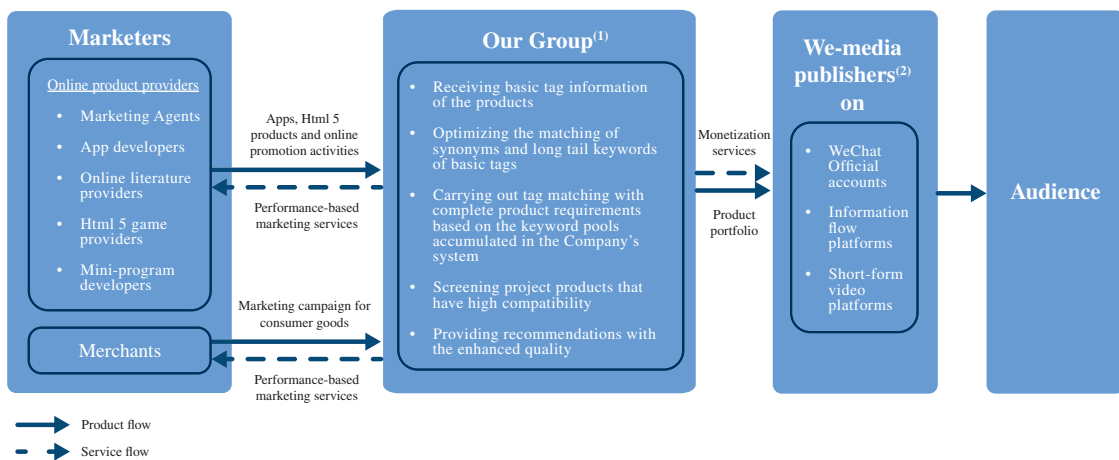 Marketers
Online product providers
• Marketing Agents
• App developers
• Online literature
providers
• Html 5 game
providers
• Mini-program
developers
Merchants
Apps, Html 5
products and online
promotion activities
Performance-based
marketing services
Marketing campaign for
consumer goods
Performance-based
marketing services
Our Group(1)
• Receiving basic tag information
of the products
• Optimizing the matching of
synonyms and long tail keywords
of basic tags
• Carrying out tag matching with
complete product requirements
based on the keyword pools
accumulated in the Company's
system
• Screening project products that
have high compatibility
• Providing recommendations with
the enhanced quality
Monetization
services
Product
portfolio
We-media
publishers(2)
on
• WeChat
Official
accounts
• Information
flow
platforms
• Short-form
video
platforms
Audience
Product flow
Service flow